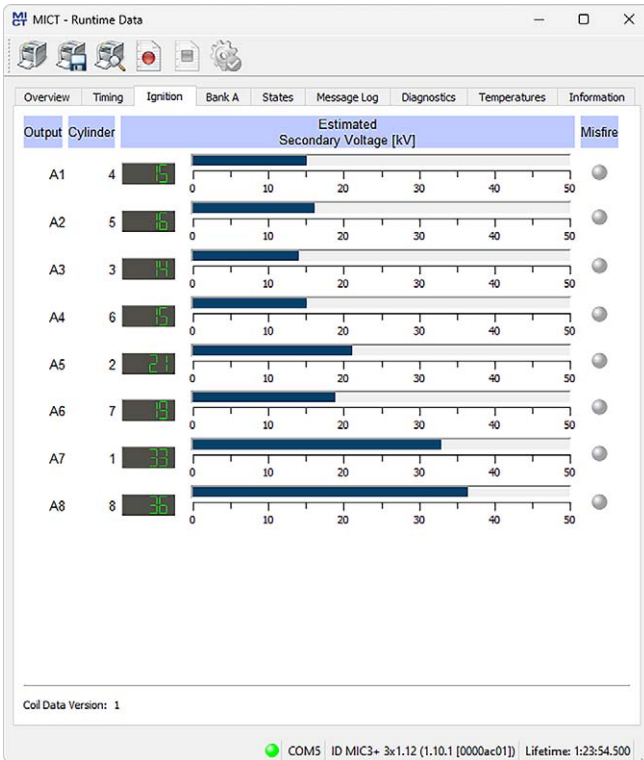 MICT - Runtime Data
Overview Timing Ignition Bank A States Message Log Diagnostics Temperatures Information
Output Cylinder Estimated Secondary Voltage [kV] Misfire
A1 4 15
0 10 20 30 40 50
A2 5 16
0 10 20 30 40 50
A3 3 14
0 10 20 30 40 50
A4 6 15
0 10 20 30 40 50
A5 2 21
0 10 20 30 40 50
A6 7 19
0 10 20 30 40 50
A7 1 33
0 10 20 30 40 50
A8 8 36
0 10 20 30 40 50
Coil Data Version: 1
COM5 ID MIC3+ 3x1.12 (1.10.1 [0000ac01]) Lifetime: 1:23:54.500